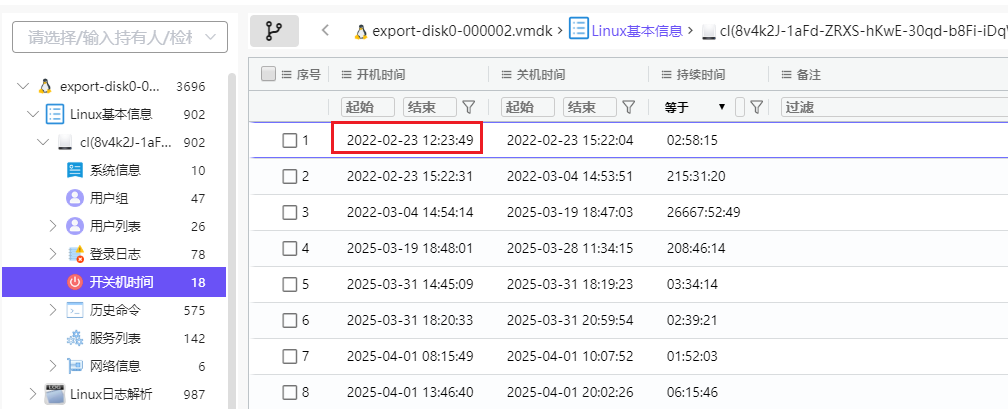 请选择/输入持有人/检
export-disk0-000002.vmdk > Linux基本信息 > cl(8v4k2J-1aFd-ZRXS-hKwE-30qd-b8Fi-iDq
export-disk0-0... 3696
Linux基本信息 902
cl(8v4k2J-1aF... 902
系统信息 10
用户组 47
用户列表 26
登录日志 78
开关机时间 18
历史命令 575
服务列表 142
网络信息 6
Linux日志解析 987
序号 开机时间 关机时间 持续时间 备注
起始 结束 起始 结束 等于 过滤
1 2022-02-23 12:23:49 2022-02-23 15:22:04 02:58:15
2 2022-02-23 15:22:31 2022-03-04 14:53:51 215:31:20
3 2022-03-04 14:54:14 2025-03-19 18:47:03 26667:52:49
4 2025-03-19 18:48:01 2025-03-28 11:34:15 208:46:14
5 2025-03-31 14:45:09 2025-03-31 18:19:23 03:34:14
6 2025-03-31 18:20:33 2025-03-31 20:59:54 02:39:21
7 2025-04-01 08:15:49 2025-04-01 10:07:52 01:52:03
8 2025-04-01 13:46:40 2025-04-01 20:02:26 06:15:46